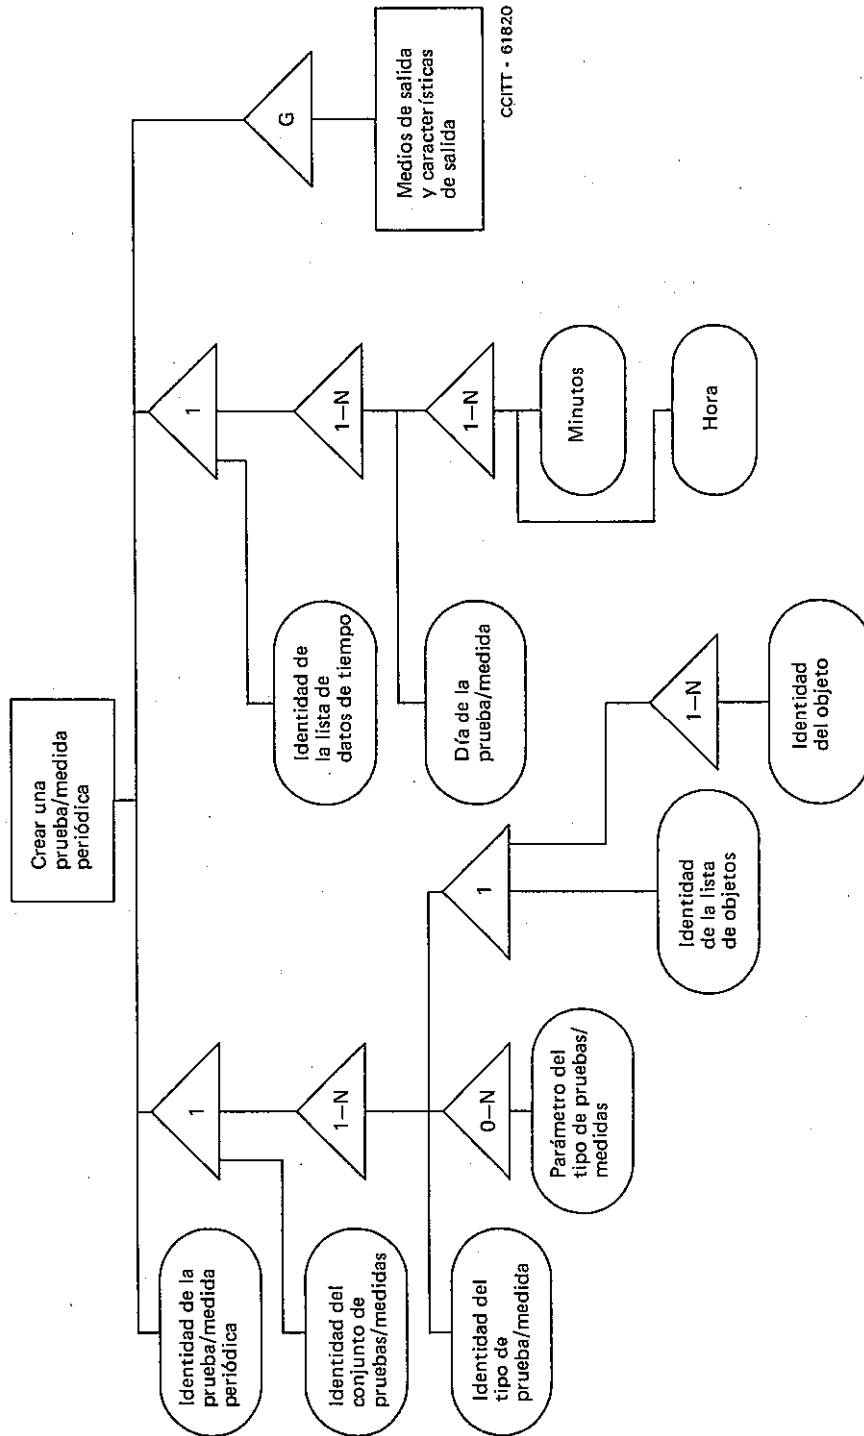 Crear una
prueba/medida
periódica
Identidad de la
prueba/medida
periódica
1
1
G
Identidad del
conjunto de
pruebas/medidas
1–N
Identidad de
la lista de
datos de tiempo
1–N
Medios de salida
y características
de salida
Identidad del
tipo de
prueba/medida
0–N
1
Día de la
prueba/medida
1–N
CCITT - 61820
Parámetro del
tipo de pruebas/
medidas
Minutos
Identidad
de la lista
de objetos
1–N
Hora
Identidad
del objeto